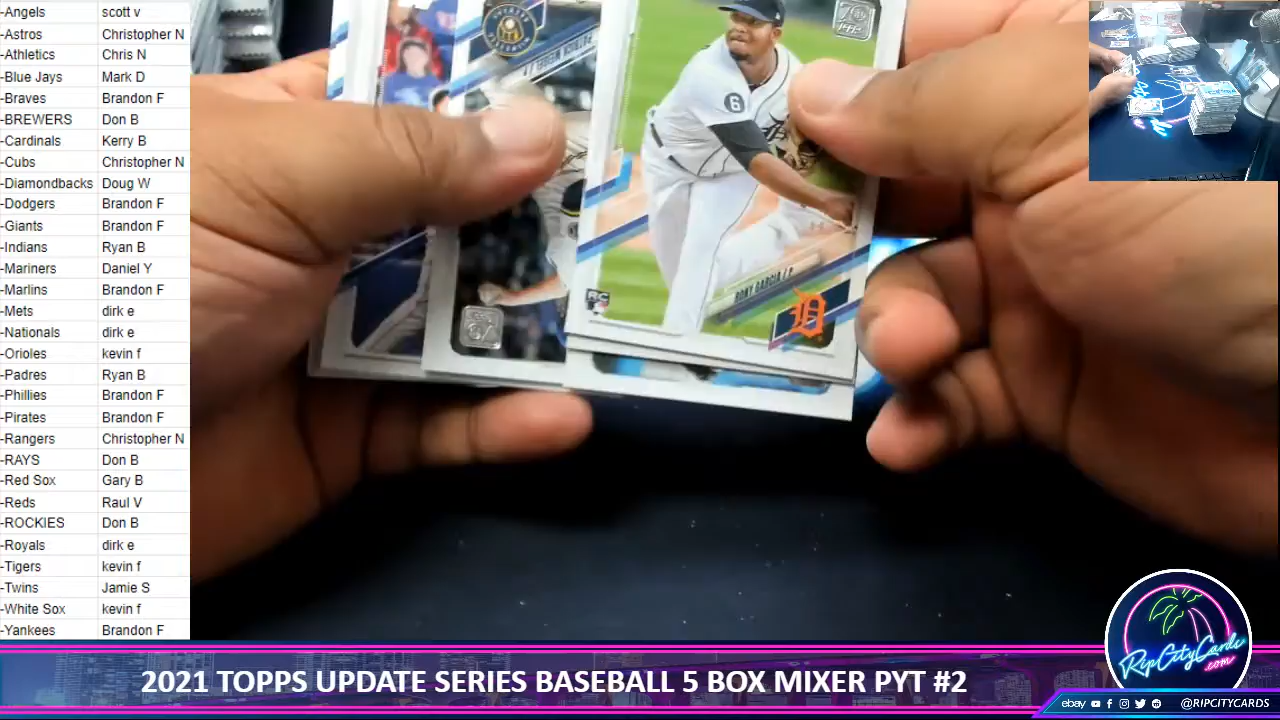 -Angels scott v
-Astros Christopher N
-Athletics Chris N
-Blue Jays Mark D
-Braves Brandon F
-BREWERS Don B
-Cardinals Kerry B
-Cubs Christopher N
-Diamondbacks Doug W
-Dodgers Brandon F
-Giants Brandon F
-Indians Ryan B
-Mariners Daniel Y
-Marlins Brandon F
-Mets dirk e
-Nationals dirk e
-Orioles kevin f
-Padres Ryan B
-Phillies Brandon F
-Pirates Brandon F
-Rangers Christopher N
-RAYS Don B
-Red Sox Gary B
-Reds Raul V
-ROCKIES Don B
-Royals dirk e
-Tigers kevin f
-Twins Jamie S
-White Sox kevin f
-Yankees Brandon F
6
RC
RONY GARCIA / P
D
RipCityCards
.com
2021 TOPPS UPDATE SERIES BASEBALL 5 BOX MIXER PYT #2
ebay @RIPCITYCARDS